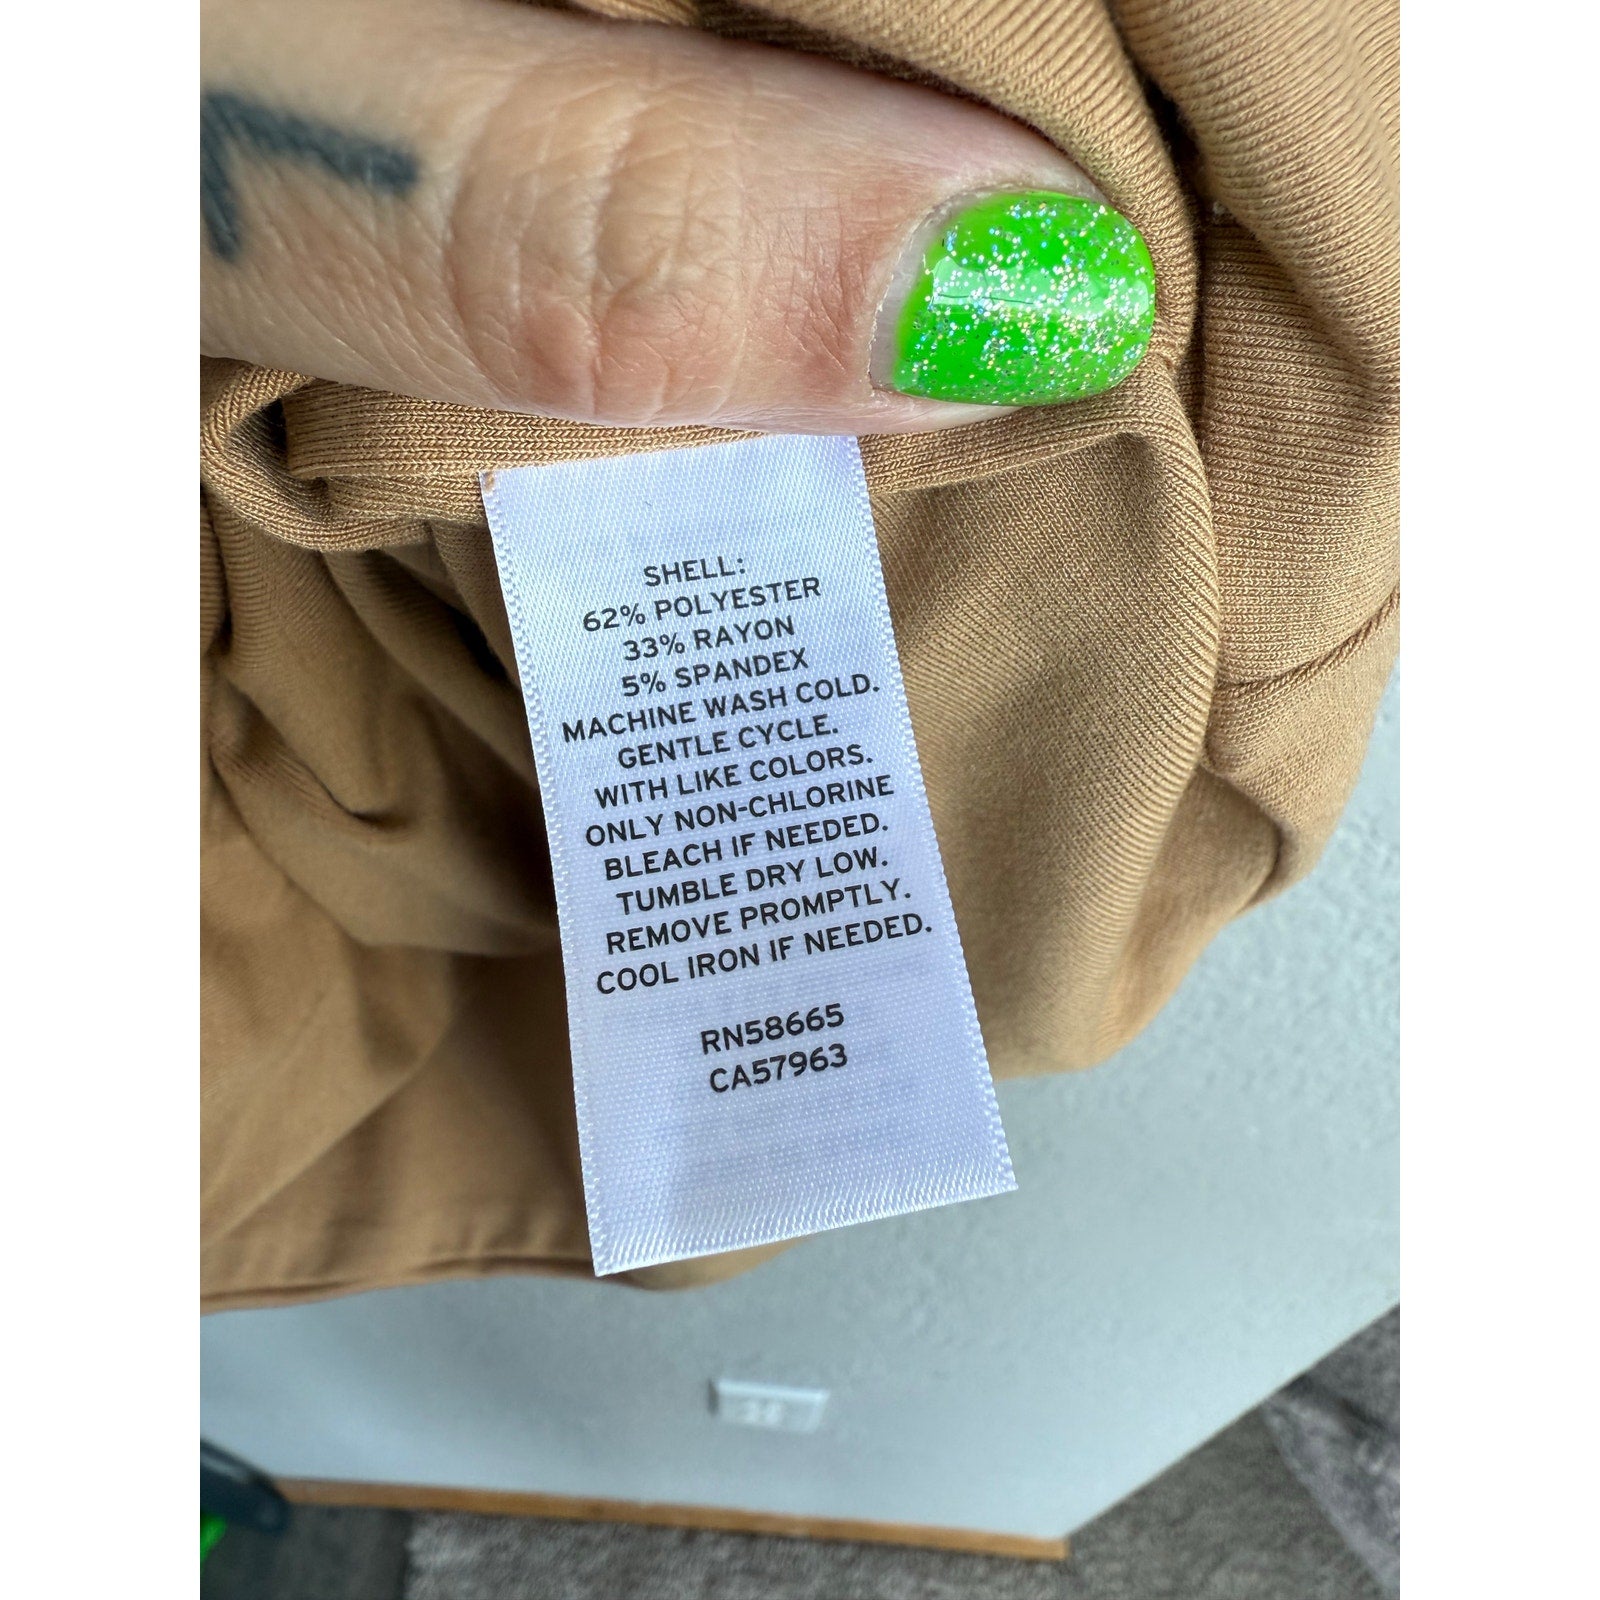 SHELL:
62% POLYESTER
33% RAYON
5% SPANDEX
MACHINE WASH COLD.
GENTLE CYCLE.
WITH LIKE COLORS.
ONLY NON-CHLORINE
BLEACH IF NEEDED.
TUMBLE DRY LOW.
REMOVE PROMPTLY.
COOL IRON IF NEEDED.
RN58665
CA57963